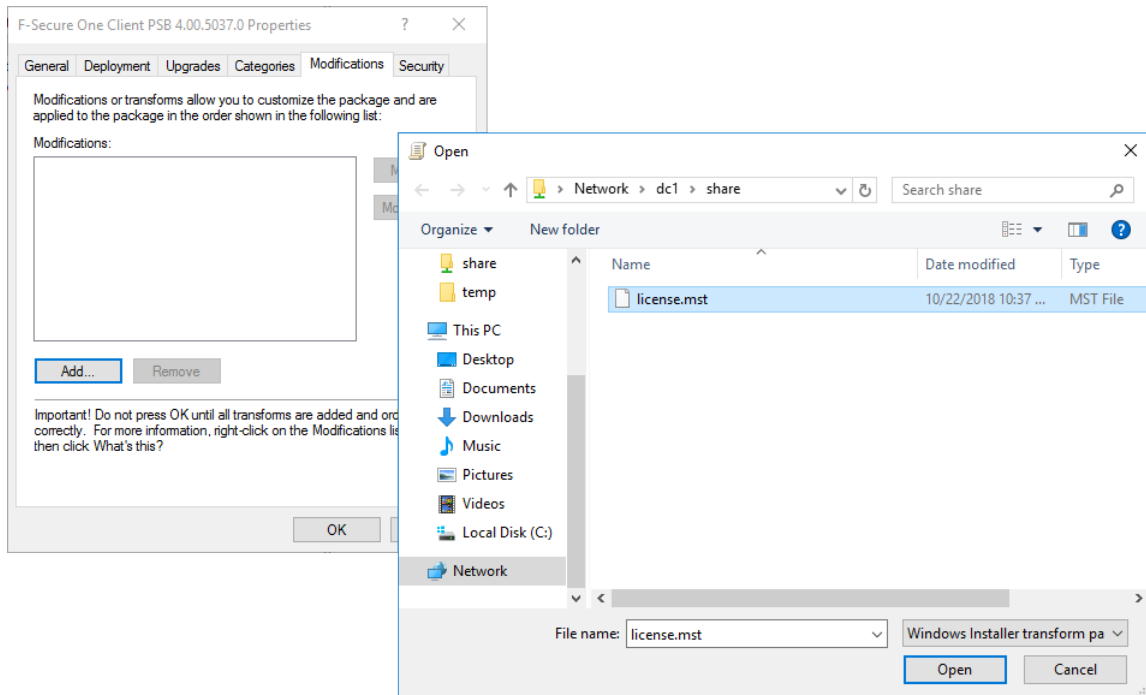 F-Secure One Client PSB 4.00.5037.0 Properties
?
General Deployment Upgrades Categories Modifications Security
Modifications or transforms allow you to customize the package and are
applied to the package in the order shown in the following list:
Modifications:
Add...
Remove
Important! Do not press OK until all transforms are added and
correctly. For more information, right-click on the Modifications
then click What's this?
OK
Open
Network > dc1 > share
Search share
Organize
New folder
?
share
temp
This PC
Desktop
Documents
Downloads
Music
Pictures
Videos
Local Disk (C:)
Network
Name Date modified Type
license.mst 10/22/2018 10:37 ... MST File
File name: license.mst
Windows Installer transform pa
Open
Cancel